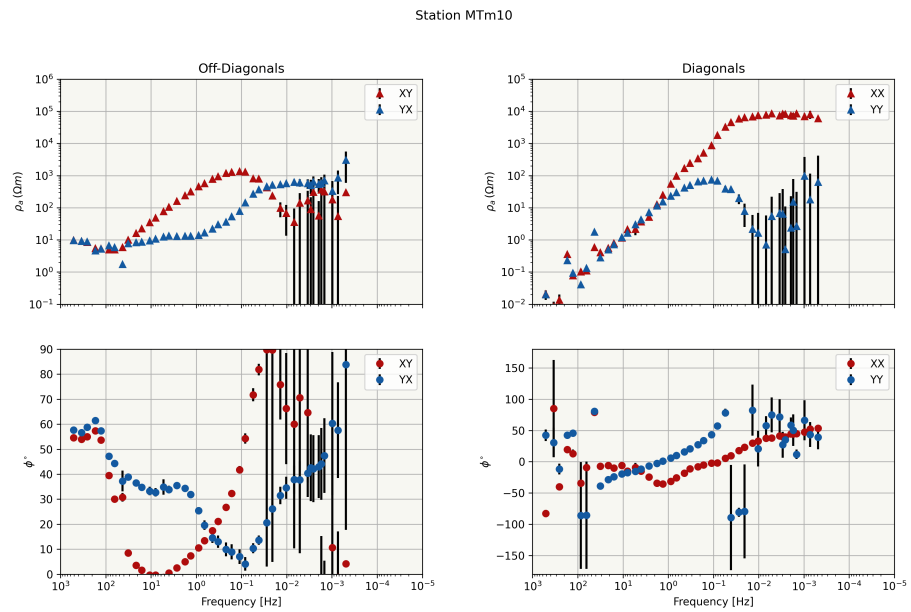 Station MTm10
Off-Diagonals
Diagonals
10⁶
10⁵
10⁴
10³
10²
10¹
10⁰
10⁻¹
ρₐ (Ωm)
XY
YX
10⁵
10⁴
10³
10²
10¹
10⁰
10⁻¹
10⁻²
ρₐ (Ωm)
XX
YY
90
80
70
60
50
40
30
20
10
0
ϕ°
XY
YX
10³ 10² 10¹ 10⁰ 10⁻¹ 10⁻² 10⁻³ 10⁻⁴ 10⁻⁵
Frequency [Hz]
150
100
50
0
−50
−100
−150
ϕ°
XX
YY
10³ 10² 10¹ 10⁰ 10⁻¹ 10⁻² 10⁻³ 10⁻⁴ 10⁻⁵
Frequency [Hz]